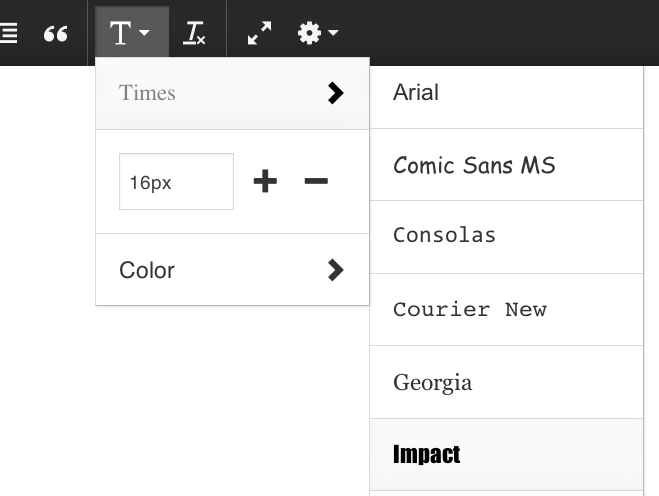 Times
16px
Color
Arial
Comic Sans MS
Consolas
Courier New
Georgia
Impact